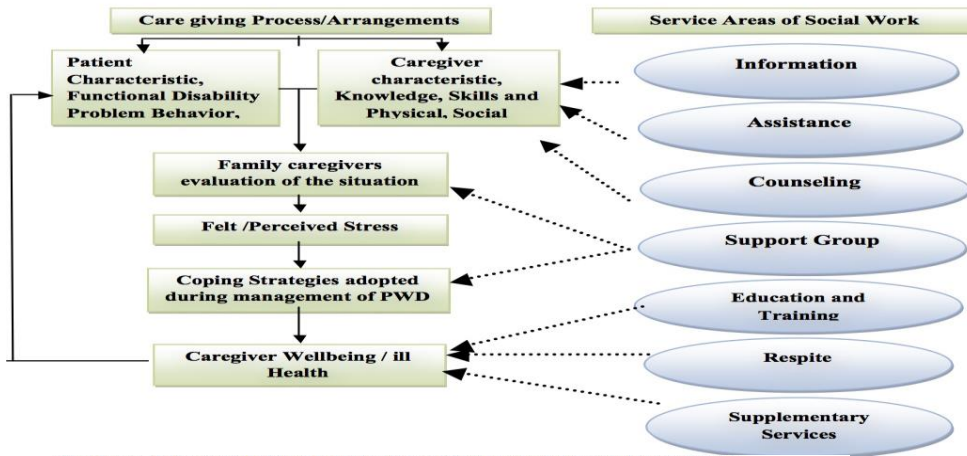 Care giving Process/Arrangements
Service Areas of Social Work
Patient
Characteristic,
Functional Disability
Problem Behavior,
Caregiver
characteristic,
Knowledge, Skills and
Physical, Social
Information
Assistance
Family caregivers
evaluation of the situation
Counseling
Felt /Perceived Stress
Support Group
Coping Strategies adopted
during management of PWD
Education and
Training
Caregiver Wellbeing / ill
Health
Respite
Supplementary
Services